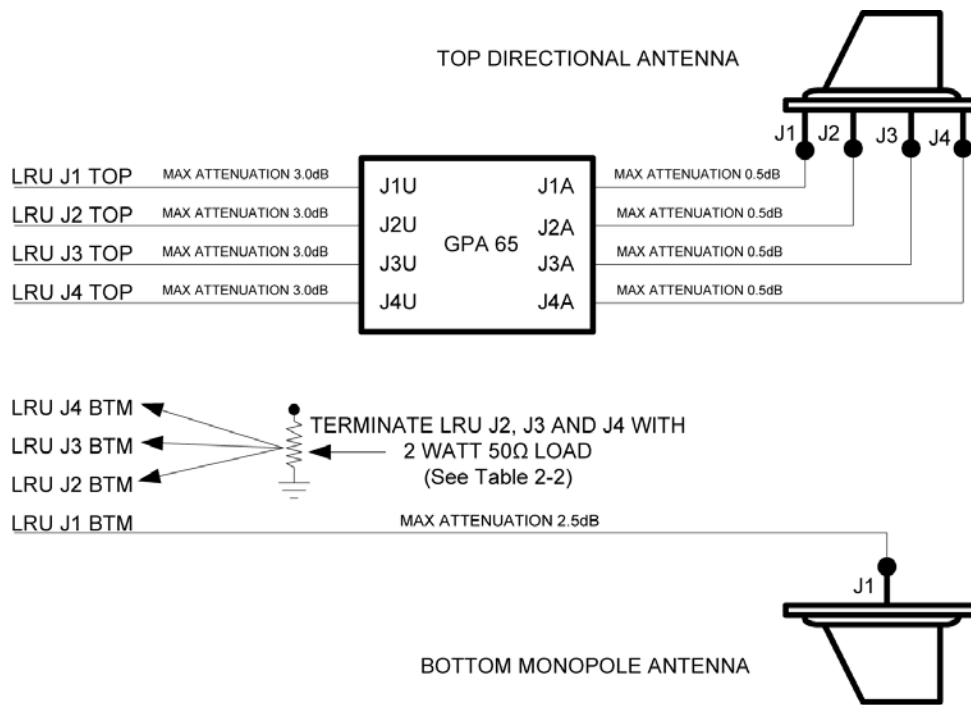 TOP DIRECTIONAL ANTENNA
J1 J2 J3 J4
LRU J1 TOP MAX ATTENUATION 3.0dB J1U J1A MAX ATTENUATION 0.5dB
LRU J2 TOP MAX ATTENUATION 3.0dB J2U J2A MAX ATTENUATION 0.5dB
GPA 65
LRU J3 TOP MAX ATTENUATION 3.0dB J3U J3A MAX ATTENUATION 0.5dB
LRU J4 TOP MAX ATTENUATION 3.0dB J4U J4A MAX ATTENUATION 0.5dB
LRU J4 BTM
LRU J3 BTM
LRU J2 BTM
TERMINATE LRU J2, J3 AND J4 WITH
2 WATT 50Ω LOAD
(See Table 2-2)
LRU J1 BTM MAX ATTENUATION 2.5dB
J1
BOTTOM MONOPOLE ANTENNA